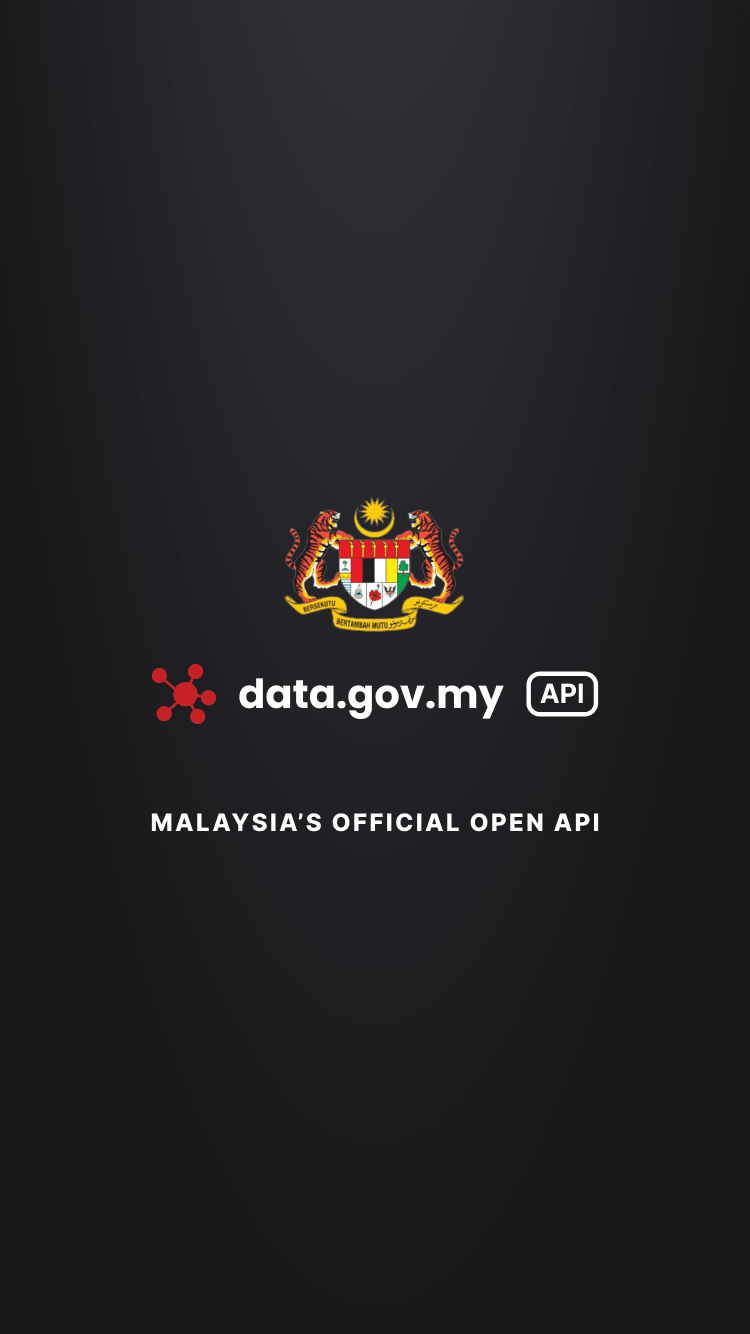 BERSEKUTU
BERTAMBAH MUTU
data.gov.my API
MALAYSIA’S OFFICIAL OPEN API